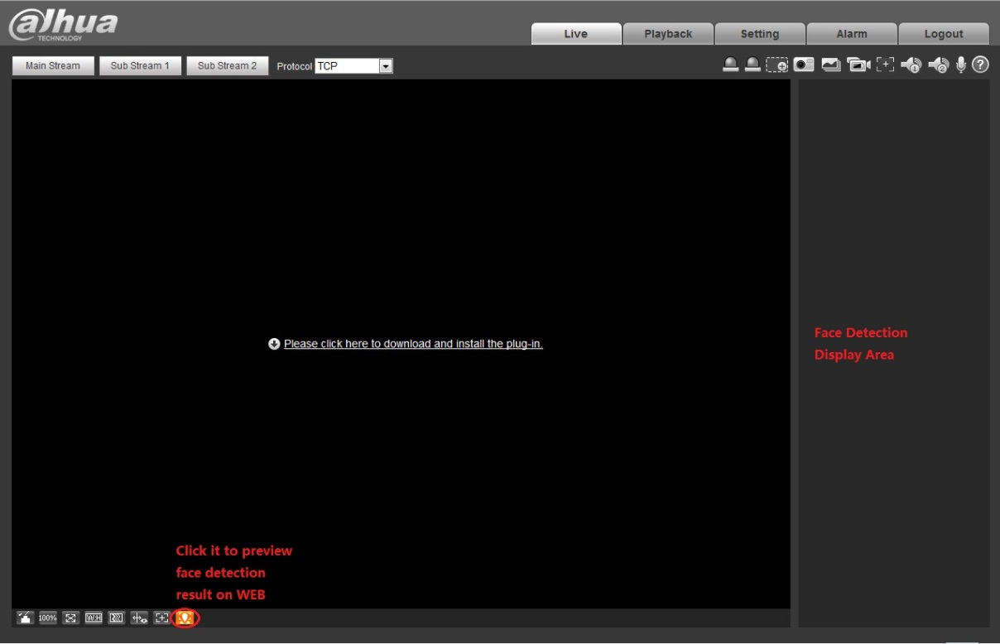 alhua
TECHNOLOGY
Live Playback Setting Alarm Logout
Main Stream Sub Stream 1 Sub Stream 2 Protocol TCP
1 2 ?
Please click here to download and install the plug-in.
Face Detection
Display Area
Click it to preview
face detection
result on WEB
100% W:H